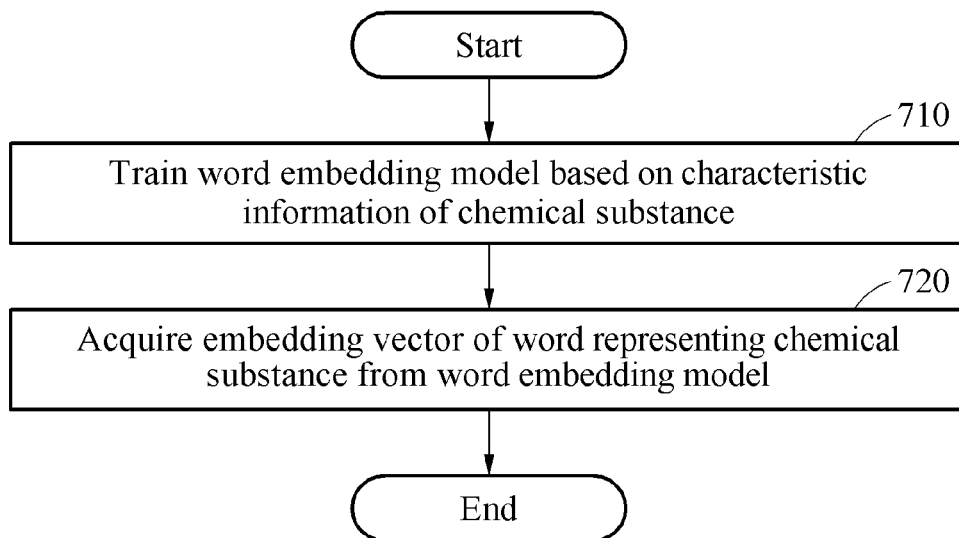 Start
710
Train word embedding model based on characteristic
information of chemical substance
720
Acquire embedding vector of word representing chemical
substance from word embedding model
End